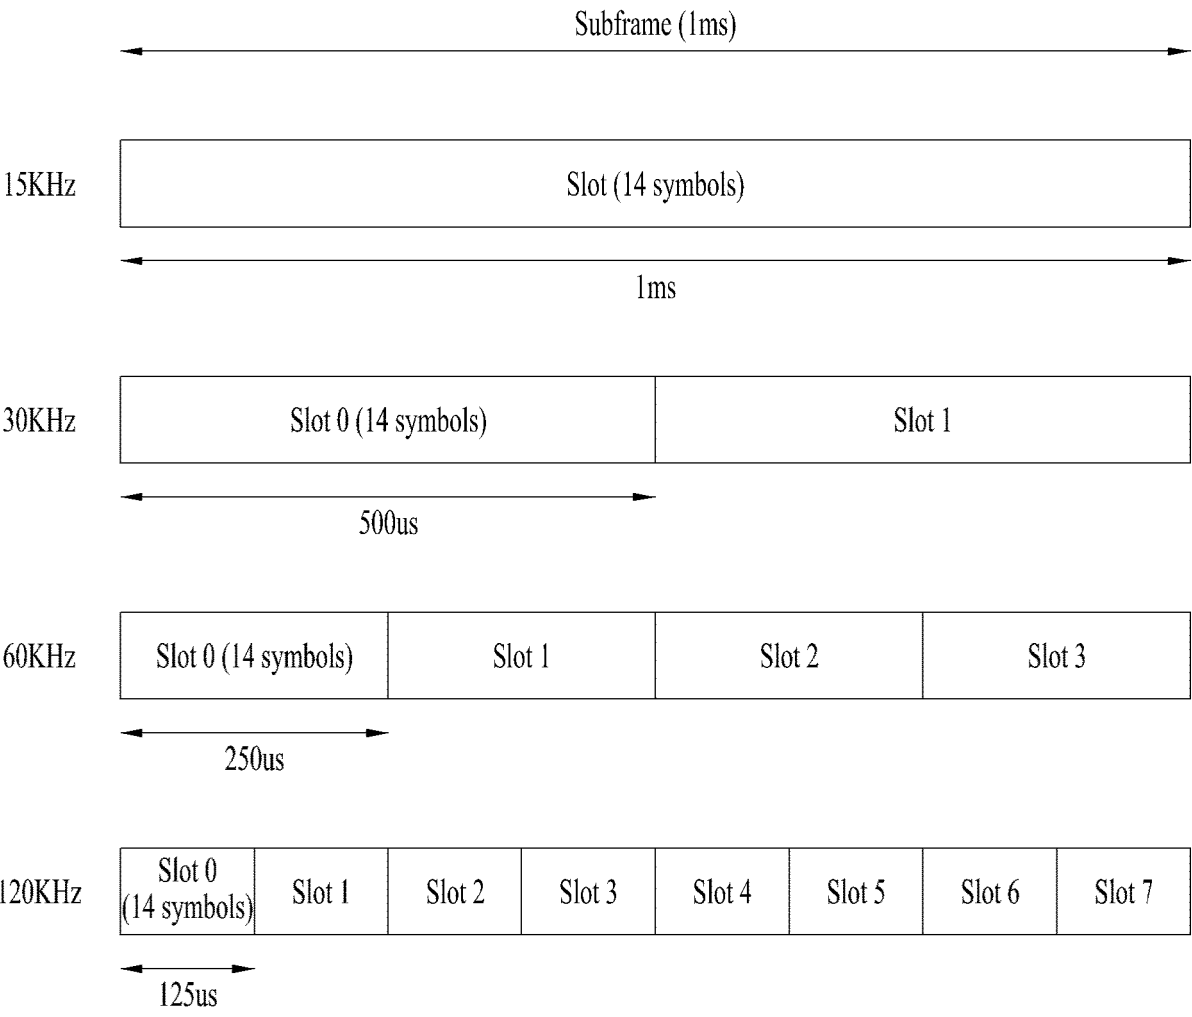 Subframe (1ms)
15KHz
Slot (14 symbols)
1ms
30KHz
Slot 0 (14 symbols)
Slot 1
500us
60KHz
Slot 0 (14 symbols)
Slot 1
Slot 2
Slot 3
250us
120KHz
Slot 0
(14 symbols)
Slot 1
Slot 2
Slot 3
Slot 4
Slot 5
Slot 6
Slot 7
125us